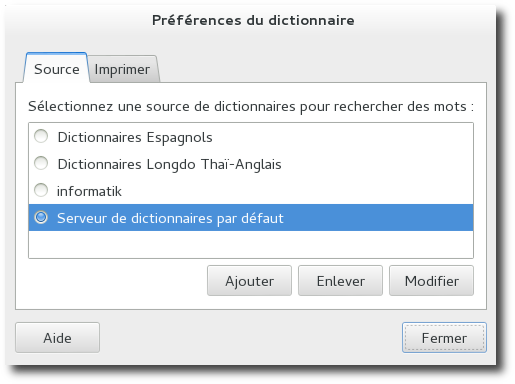 Préférences du dictionnaire
Source Imprimer
Sélectionnez une source de dictionnaires pour rechercher des mots :
Dictionnaires Espagnols
Dictionnaires Longdo Thaï-Anglais
informatik
Serveur de dictionnaires par défaut
Ajouter Enlever Modifier
Aide Fermer